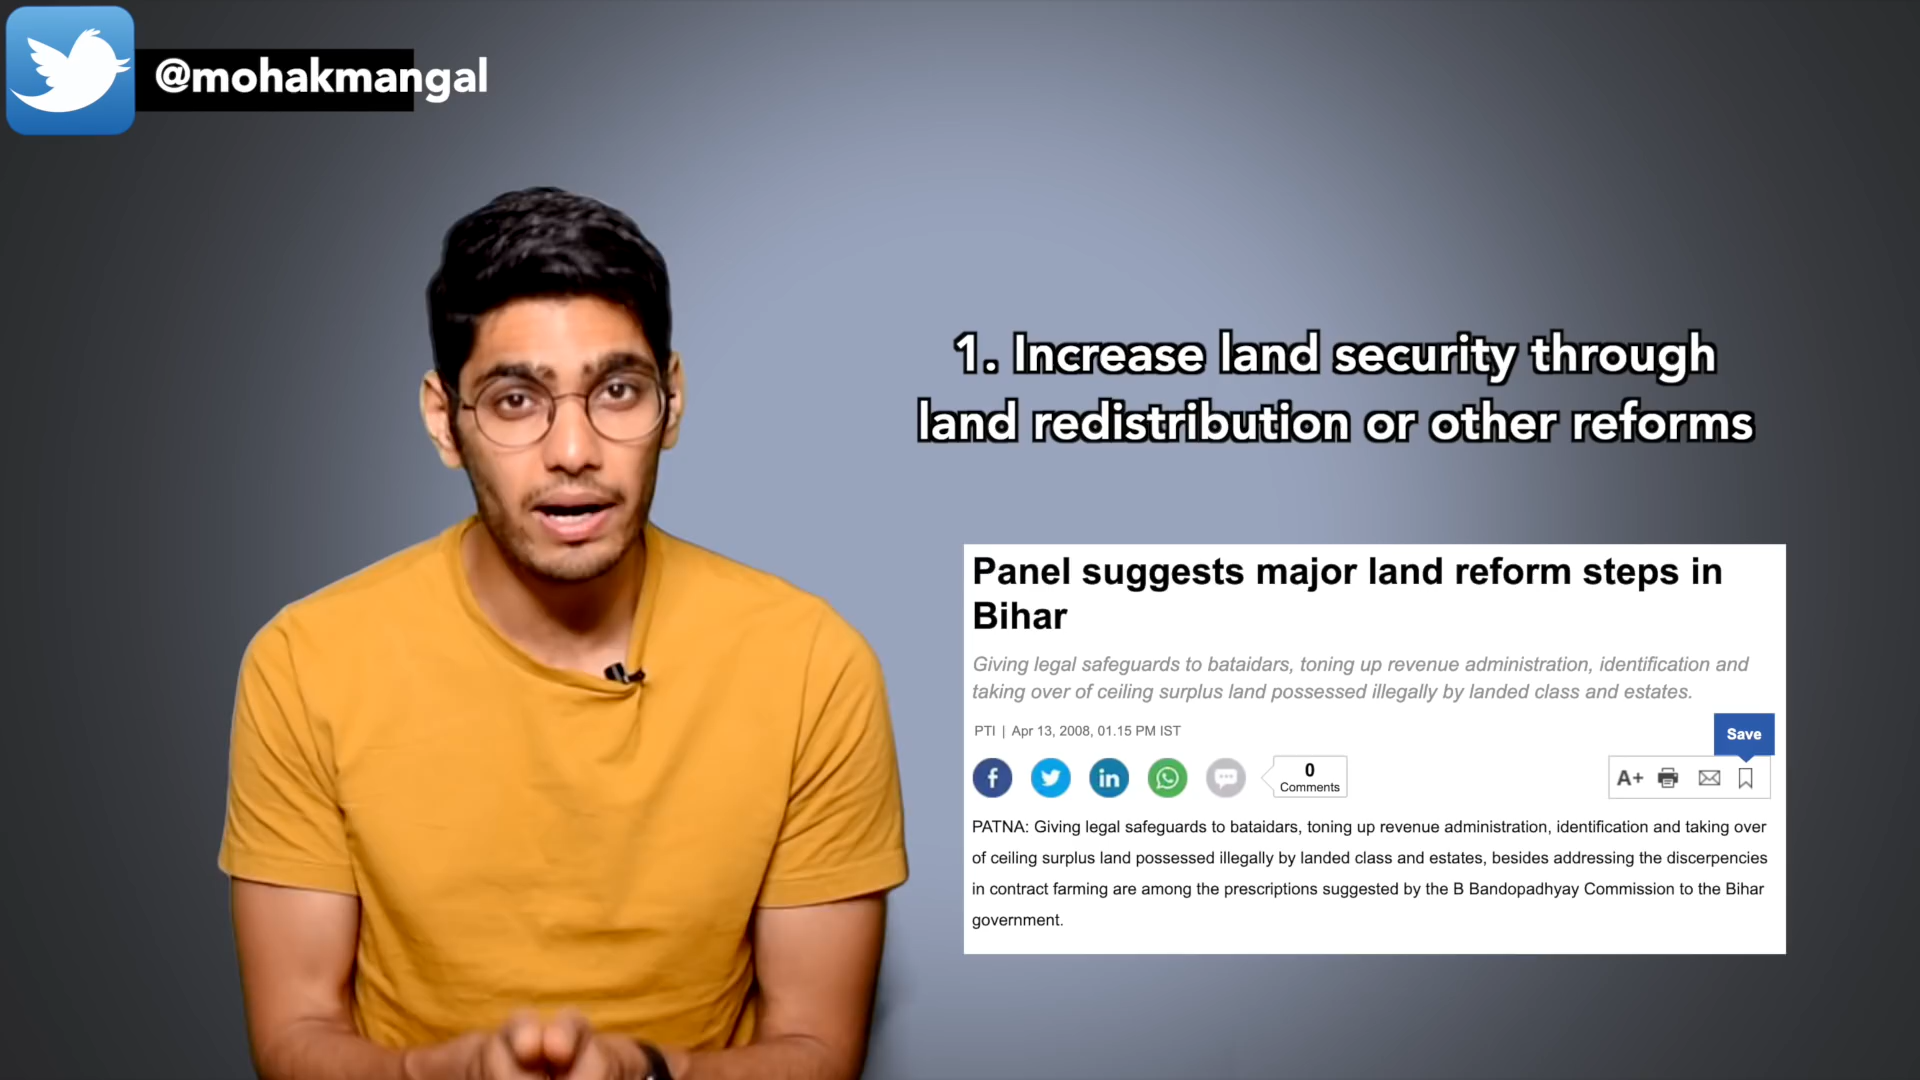 @mohakmangal
1. Increase land security through
land redistribution or other reforms
Panel suggests major land reform steps in
Bihar
Giving legal safeguards to bataidars, toning up revenue administration, identification and
taking over of ceiling surplus land possessed illegally by landed class and estates.
PTI | Apr 13, 2008, 01.15 PM IST
Save
f
in
0
Comments
A+
PATNA: Giving legal safeguards to bataidars, toning up revenue administration, identification and taking over
of ceiling surplus land possessed illegally by landed class and estates, besides addressing the discerpencies
in contract farming are among the prescriptions suggested by the B Bandopadhyay Commission to the Bihar
government.